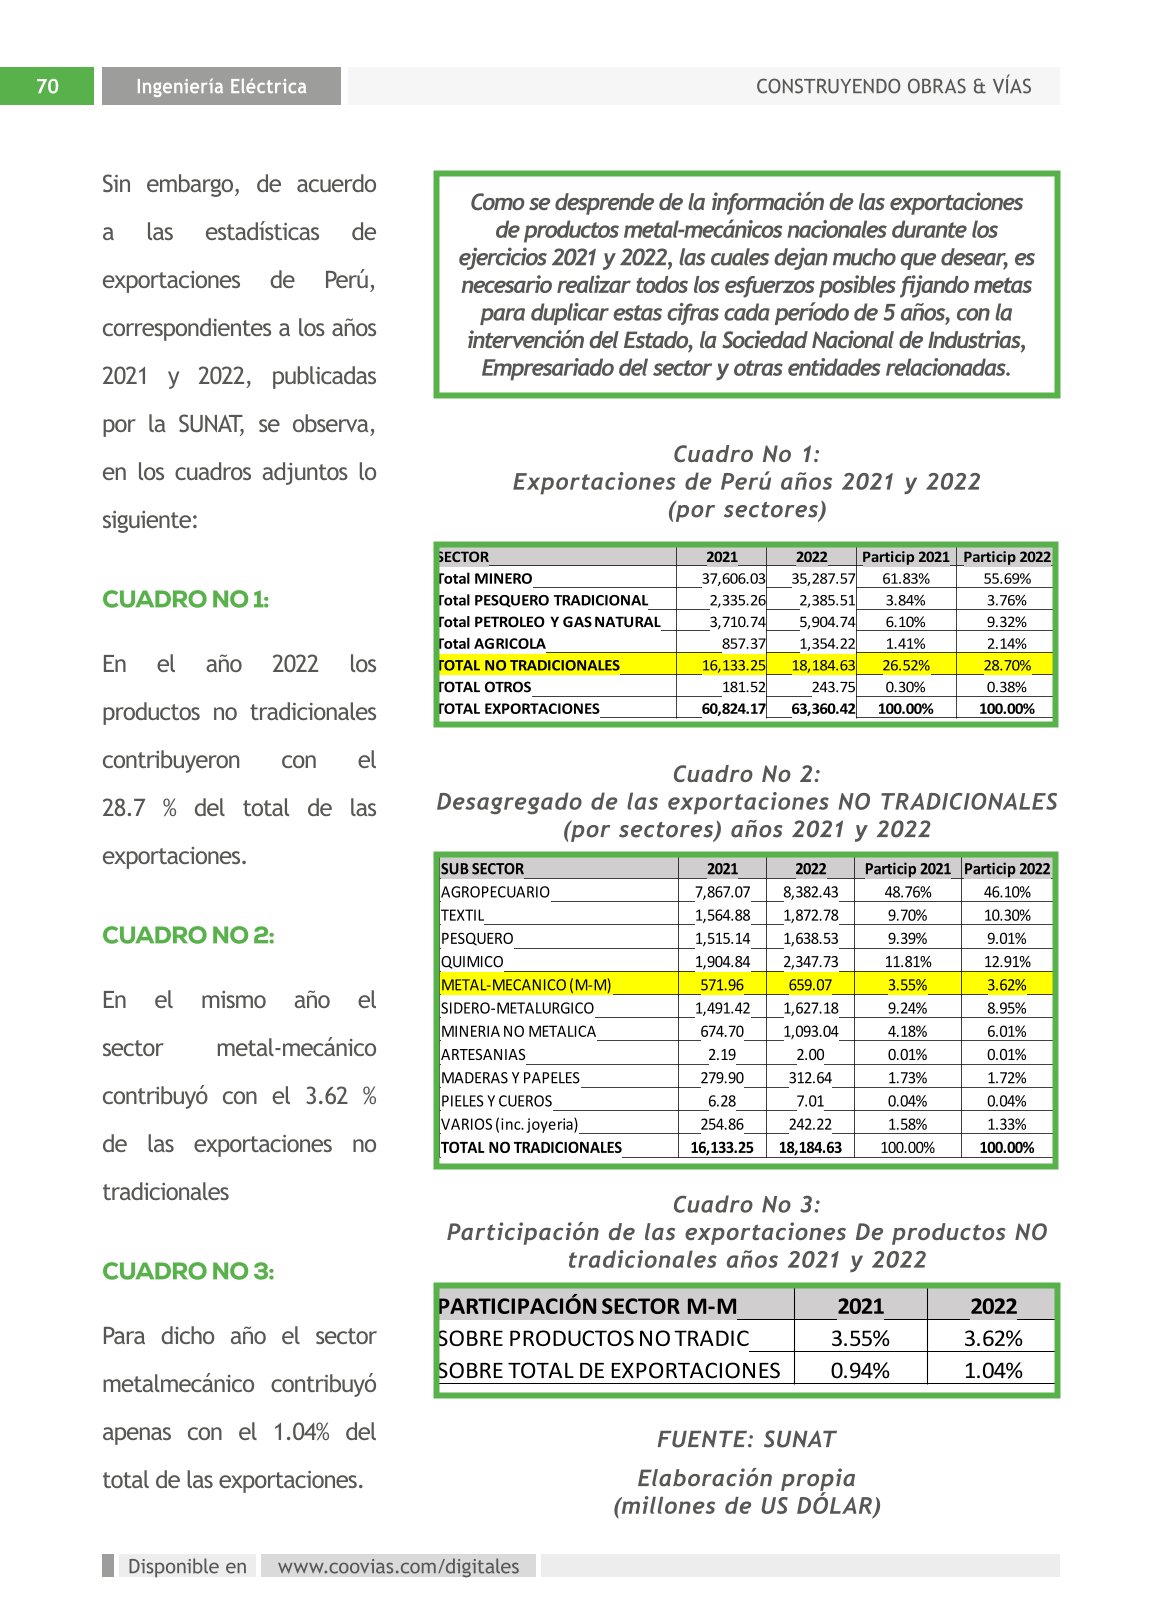 70
Ingeniería Eléctrica
CONSTRUYENDO OBRAS & VÍAS
Sin embargo, de acuerdo
a las estadísticas de
exportaciones de Perú,
correspondientes a los años
2021 y 2022, publicadas
por la SUNAT, se observa,
en los cuadros adjuntos lo
siguiente:
CUADRO NO 1:
En el año 2022 los
productos no tradicionales
contribuyeron con el
28.7 % del total de las
exportaciones.
CUADRO NO 2:
En el mismo año el
sector metal-mecánico
contribuyó con el 3.62 %
de las exportaciones no
tradicionales
CUADRO NO 3:
Para dicho año el sector
metalmecánico contribuyó
apenas con el 1.04% del
total de las exportaciones.
Como se desprende de la información de las exportaciones
de productos metal-mecánicos nacionales durante los
ejercicios 2021 y 2022, las cuales dejan mucho que desear, es
necesario realizar todos los esfuerzos posibles fijando metas
para duplicar estas cifras cada período de 5 años, con la
intervención del Estado, la Sociedad Nacional de Industrias,
Empresariado del sector y otras entidades relacionadas.
Cuadro No 1:
Exportaciones de Perú años 2021 y 2022
(por sectores)
SECTOR 2021 2022 Particip 2021 Particip 2022
Total MINERO 37,606.03 35,287.57 61.83% 55.69%
Total PESQUERO TRADICIONAL 2,335.26 2,385.51 3.84% 3.76%
Total PETROLEO Y GAS NATURAL 3,710.74 5,904.74 6.10% 9.32%
Total AGRICOLA 857.37 1,354.22 1.41% 2.14%
TOTAL NO TRADICIONALES 16,133.25 18,184.63 26.52% 28.70%
TOTAL OTROS 181.52 243.75 0.30% 0.38%
TOTAL EXPORTACIONES 60,824.17 63,360.42 100.00% 100.00%
Cuadro No 2:
Desagregado de las exportaciones NO TRADICIONALES
(por sectores) años 2021 y 2022
SUB SECTOR 2021 2022 Particip 2021 Particip 2022
AGROPECUARIO 7,867.07 8,382.43 48.76% 46.10%
TEXTIL 1,564.88 1,872.78 9.70% 10.30%
PESQUERO 1,515.14 1,638.53 9.39% 9.01%
QUIMICO 1,904.84 2,347.73 11.81% 12.91%
METAL-MECANICO (M-M) 571.96 659.07 3.55% 3.62%
SIDERO-METALURGICO 1,491.42 1,627.18 9.24% 8.95%
MINERIA NO METALICA 674.70 1,093.04 4.18% 6.01%
ARTESANIAS 2.19 2.00 0.01% 0.01%
MADERAS Y PAPELES 279.90 312.64 1.73% 1.72%
PIELES Y CUEROS 6.28 7.01 0.04% 0.04%
VARIOS (inc. joyeria) 254.86 242.22 1.58% 1.33%
TOTAL NO TRADICIONALES 16,133.25 18,184.63 100.00% 100.00%
Cuadro No 3:
Participación de las exportaciones De productos NO
tradicionales años 2021 y 2022
PARTICIPACIÓN SECTOR M-M 2021 2022
SOBRE PRODUCTOS NO TRADIC 3.55% 3.62%
SOBRE TOTAL DE EXPORTACIONES 0.94% 1.04%
FUENTE: SUNAT
Elaboración propia
(millones de US DÓLAR)
Disponible en www.coovias.com/digitales